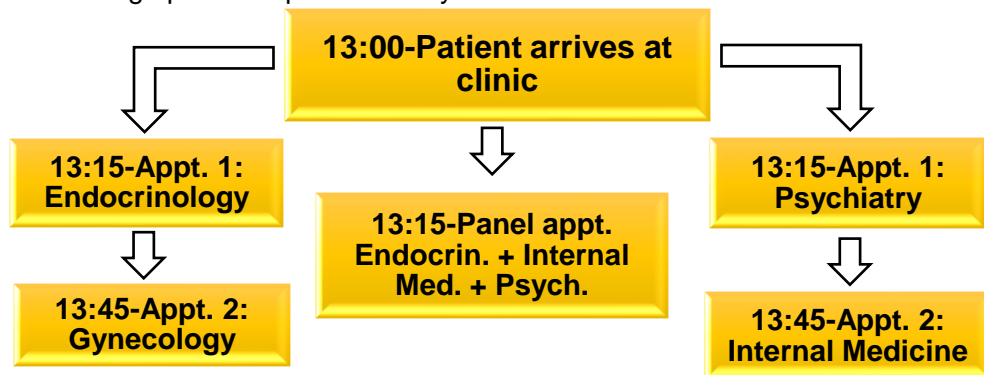 13:00-Patient arrives at
clinic
13:15-Appt. 1:
Endocrinology
13:15-Panel appt.
Endocrin. + Internal
Med. + Psych.
13:15-Appt. 1:
Psychiatry
13:45-Appt. 2:
Gynecology
13:45-Appt. 2:
Internal Medicine